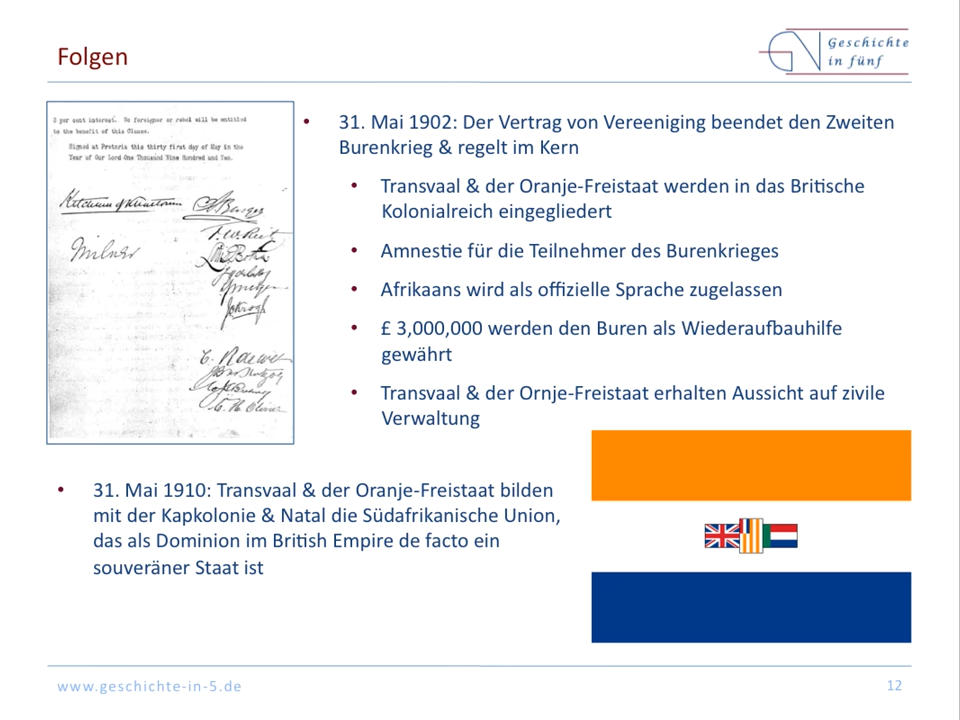 Folgen
Geschichte
in fünf
3 per cent interest. No foreigner or rebel will be entitled
to the benefit of this Clause.
Signed at Pretoria this thirty first day of May in the
Year of Our Lord One Thousand Nine Hundred and Two.
Kitchener of Khartoum
Milner
• 31. Mai 1902: Der Vertrag von Vereeniging beendet den Zweiten
Burenkrieg & regelt im Kern
• Transvaal & der Oranje-Freistaat werden in das Britische
Kolonialreich eingegliedert
• Amnestie für die Teilnehmer des Burenkrieges
• Afrikaans wird als offizielle Sprache zugelassen
• £ 3,000,000 werden den Buren als Wiederaufbauhilfe
gewährt
• Transvaal & der Ornje-Freistaat erhalten Aussicht auf zivile
Verwaltung
• 31. Mai 1910: Transvaal & der Oranje-Freistaat bilden
mit der Kapkolonie & Natal die Südafrikanische Union,
das als Dominion im British Empire de facto ein
souveräner Staat ist
www.geschichte-in-5.de
12